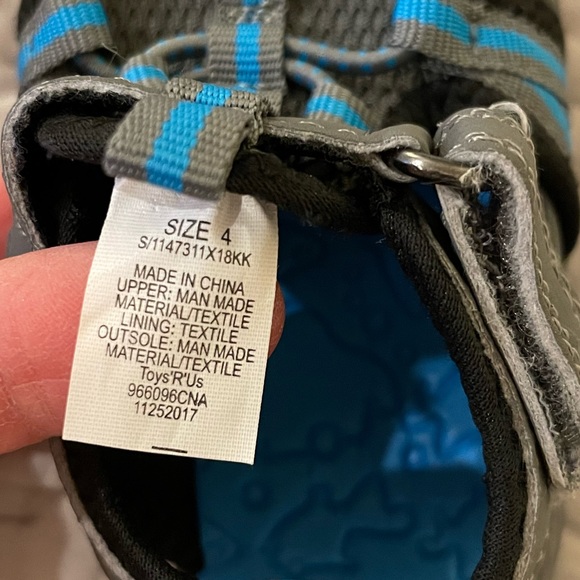 SIZE 4
S/1147311X18KK
MADE IN CHINA
UPPER: MAN MADE
MATERIAL/TEXTILE
LINING: TEXTILE
OUTSOLE: MAN MADE
MATERIAL/TEXTILE
Toys'R'Us
966096CNA
11252017